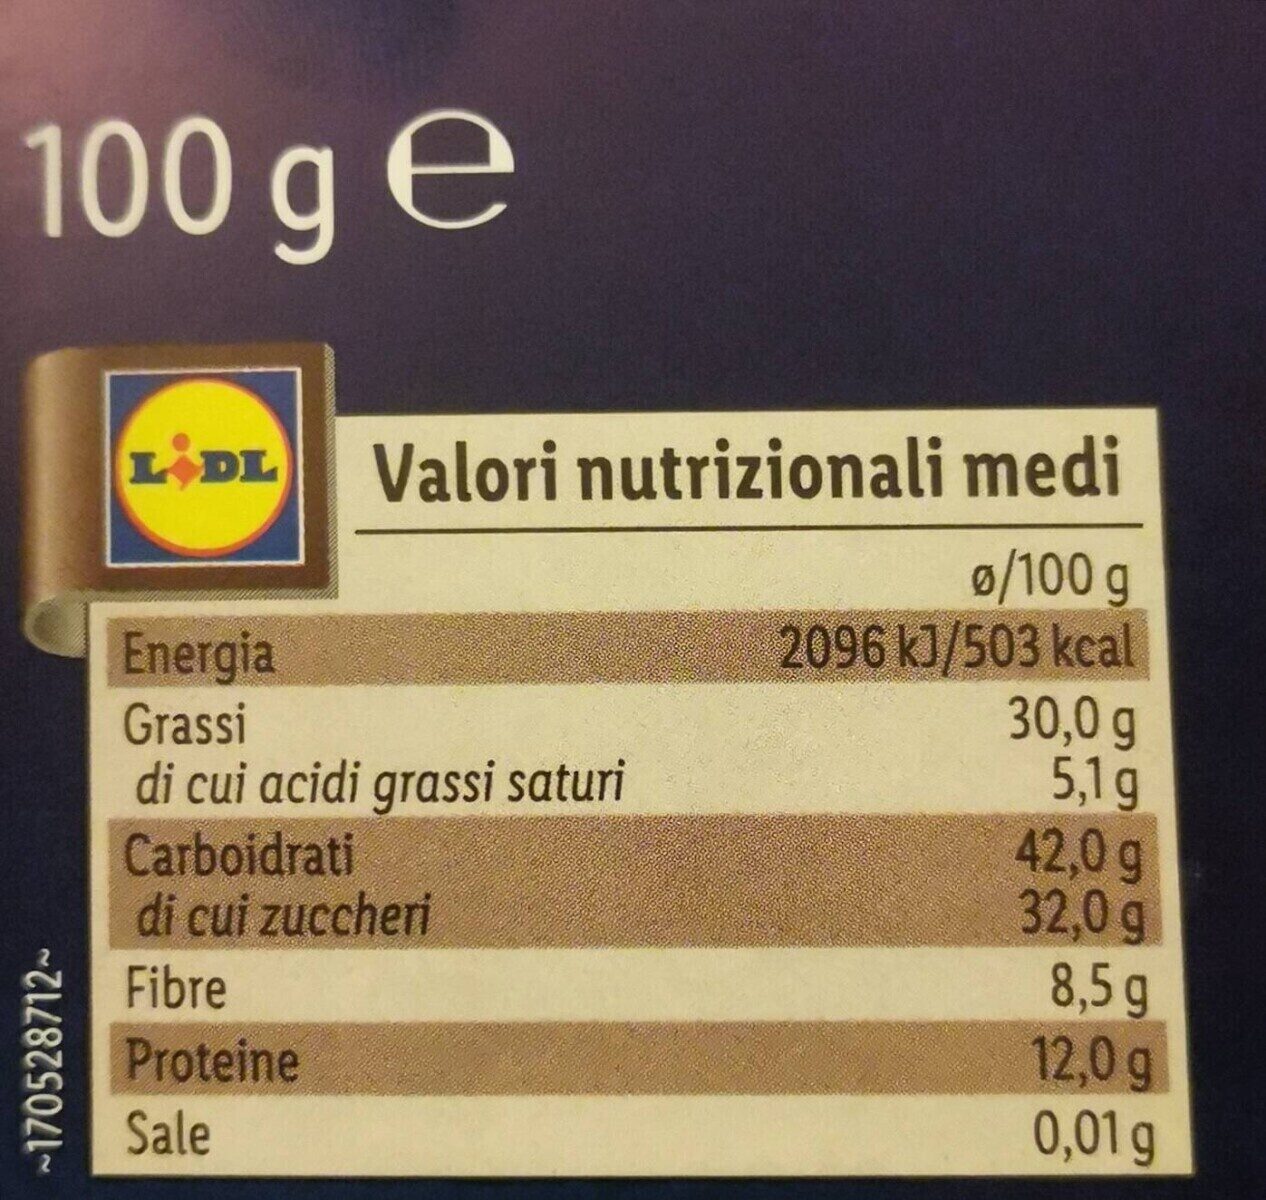 100 g e
LIDL
Valori nutrizionali medi
ø/100 g
Energia 2096 kJ/503 kcal
Grassi 30,0 g
di cui acidi grassi saturi 5,1 g
Carboidrati 42,0 g
di cui zuccheri 32,0 g
Fibre 8,5 g
Proteine 12,0 g
Sale 0,01 g
~170528712~